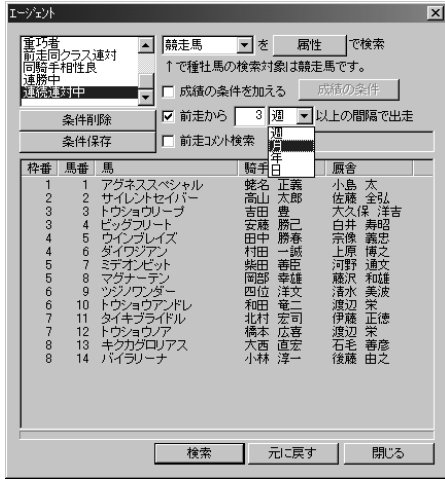 エージェント
重巧者
前走同クラス連対
同騎手相性良
連勝中
連続連対中
競走馬 を 属性 で検索
↑で種牡馬の検索対象は競走馬です。
成績の条件を加える 成績の条件
条件削除
前走から 3 週 以上の間隔で出走
週
月
年
日
条件保存
前走コメント検索
枠番 馬番 馬 騎手 厩舎
1 1 アグネススペシャル 蛯名 正義 小島 太
2 2 サイレントセイバー 高山 太郎 佐藤 全弘
3 3 トウショウリープ 吉田 豊 大久保 洋吉
3 4 ビッグフリート 安藤 勝己 白井 寿昭
4 5 ウインブレイズ 田中 勝春 宗像 義忠
4 6 ダイワジアン 村田 一誠 上原 博之
5 7 ミデオンビット 柴田 善臣 河野 通文
5 8 マグナーテン 岡部 幸雄 藤沢 和雄
6 9 ツジノワンダー 四位 洋文 清水 美波
6 10 トウショウアンドレ 和田 竜二 渡辺 栄
7 11 タイキブライドル 北村 宏司 伊藤 正徳
7 12 トウショウノア 橋本 広喜 渡辺 栄
8 13 キクカグロリアス 大西 直宏 石毛 善彦
8 14 バイラリーナ 小林 淳一 後藤 由之
検索 元に戻す 閉じる